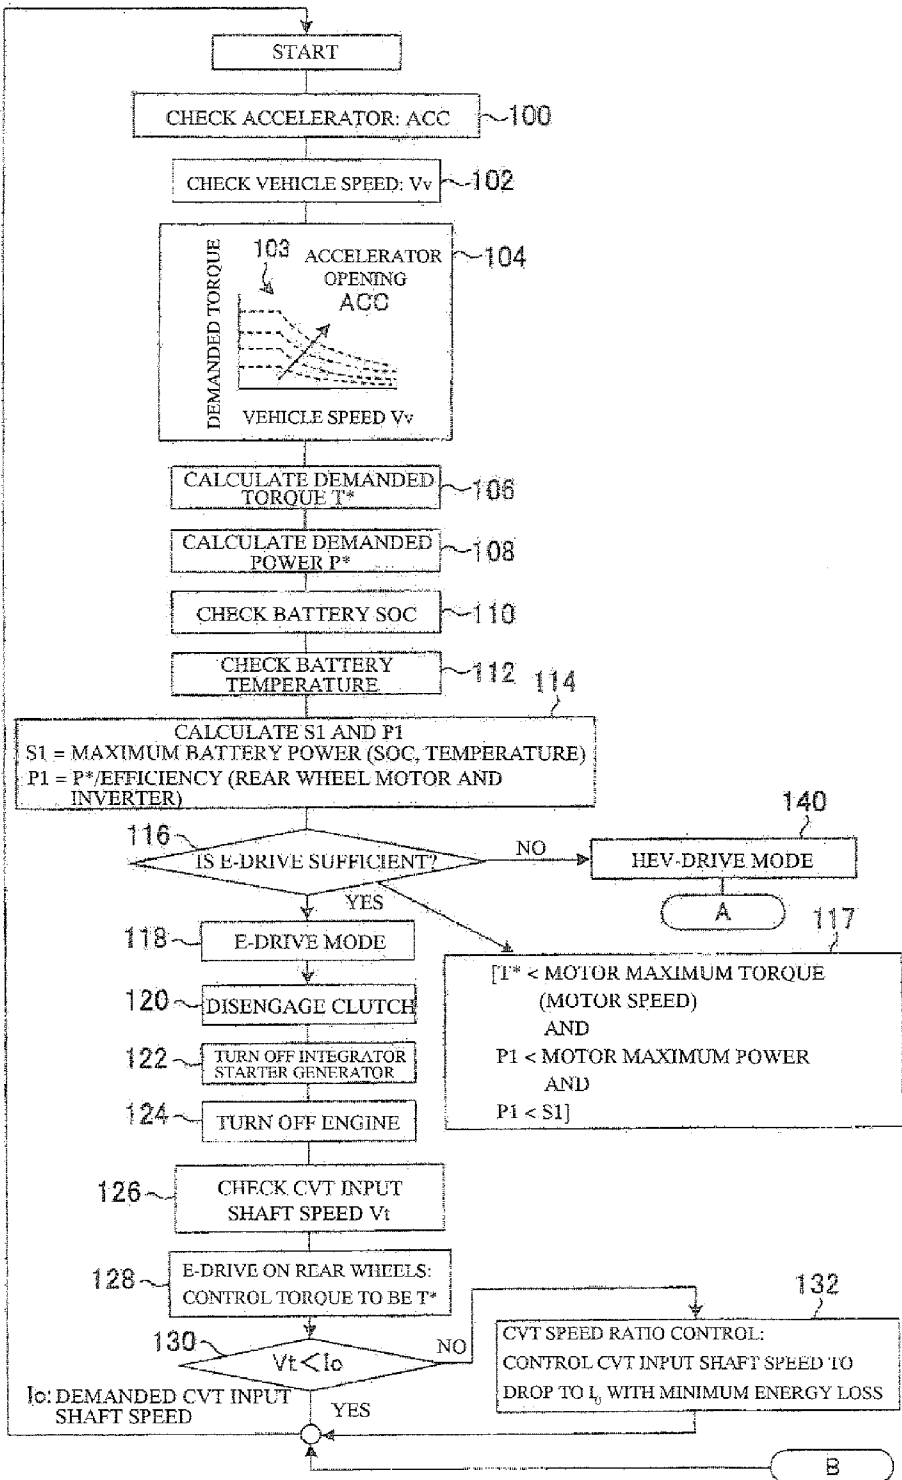 START
CHECK ACCELERATOR: ACC
100
CHECK VEHICLE SPEED: Vv
102
103
ACCELERATOR
OPENING
ACC
DEMANDED TORQUE
VEHICLE SPEED Vv
104
CALCULATE DEMANDED
TORQUE T*
106
CALCULATE DEMANDED
POWER P*
108
CHECK BATTERY SOC
110
CHECK BATTERY
TEMPERATURE
112
114
CALCULATE S1 AND P1
S1 = MAXIMUM BATTERY POWER (SOC, TEMPERATURE)
P1 = P*/EFFICIENCY (REAR WHEEL MOTOR AND
INVERTER)
116
IS E-DRIVE SUFFICIENT?
NO
140
HEV-DRIVE MODE
A
YES
117
[T* < MOTOR MAXIMUM TORQUE
(MOTOR SPEED)
AND
P1 < MOTOR MAXIMUM POWER
AND
P1 < S1]
118
E-DRIVE MODE
120
DISENGAGE CLUTCH
122
TURN OFF INTEGRATOR
STARTER GENERATOR
124
TURN OFF ENGINE
126
CHECK CVT INPUT
SHAFT SPEED Vt
128
E-DRIVE ON REAR WHEELS:
CONTROL TORQUE TO BE T*
130
Vt<Io
NO
132
CVT SPEED RATIO CONTROL:
CONTROL CVT INPUT SHAFT SPEED TO
DROP TO I0 WITH MINIMUM ENERGY LOSS
Io: DEMANDED CVT INPUT
SHAFT SPEED
YES
B